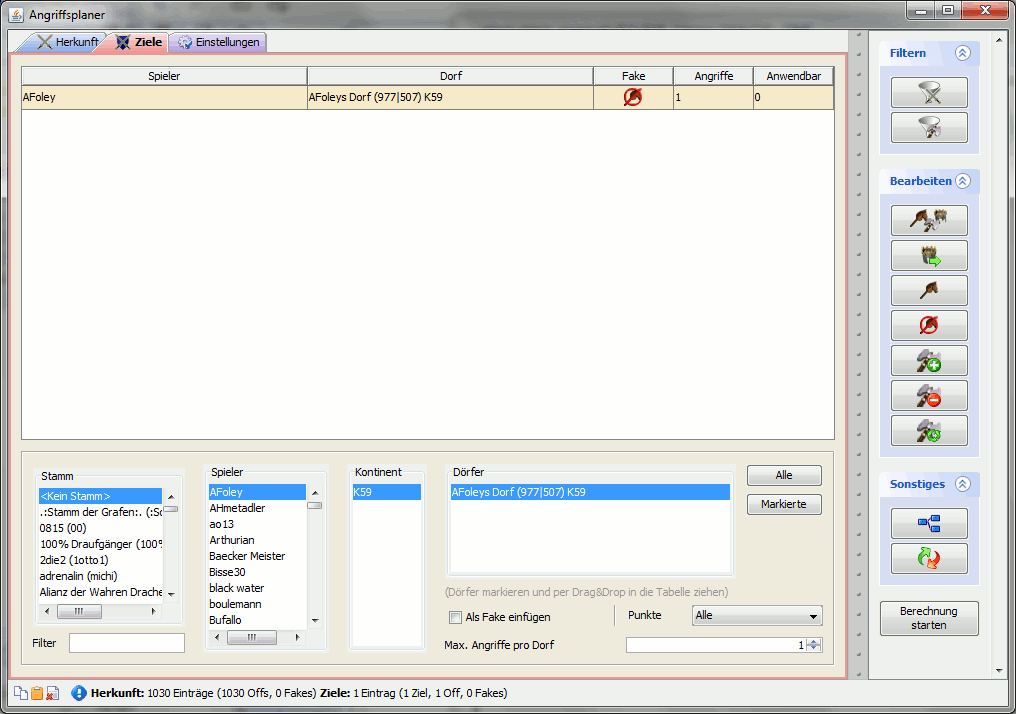 Angriffsplaner
Herkunft Ziele Einstellungen
Spieler Dorf Fake Angriffe Anwendbar
AFoley AFoleys Dorf (977|507) K59 1 0
Filtern
Bearbeiten
Sonstiges
Berechnung
starten
Stamm
<Kein Stamm>
.:Stamm der Grafen:. (:Sc
0815 (00)
100% Draufgänger (100%
2die2 (1otto1)
adrenalin (michi)
Alianz der Wahren Drache
Filter
Spieler
AFoley
AHmetadler
ao13
Arthurian
Baecker Meister
Bisse30
black water
boulemann
Bufallo
Kontinent
K59
Dörfer
AFoleys Dorf (977|507) K59
Alle
Markierte
(Dörfer markieren und per Drag&Drop in die Tabelle ziehen)
Als Fake einfügen Punkte Alle
Max. Angriffe pro Dorf 1
Herkunft: 1030 Einträge (1030 Offs, 0 Fakes) Ziele: 1 Eintrag (1 Ziel, 1 Off, 0 Fakes)